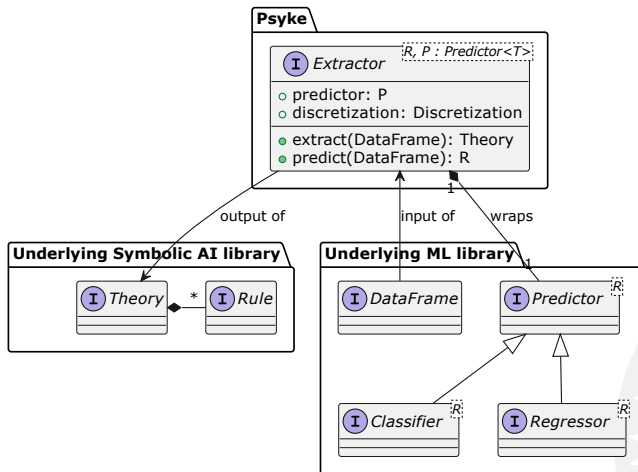 Psyke
R, P : Predictor<T>
I Extractor
predictor: P
discretization: Discretization
extract(DataFrame): Theory
predict(DataFrame): R
1
output of
input of
wraps
Underlying Symbolic AI library
Underlying ML library
1
I Theory
*
I Rule
I DataFrame
I Predictor
R
I Classifier
R
I Regressor
R